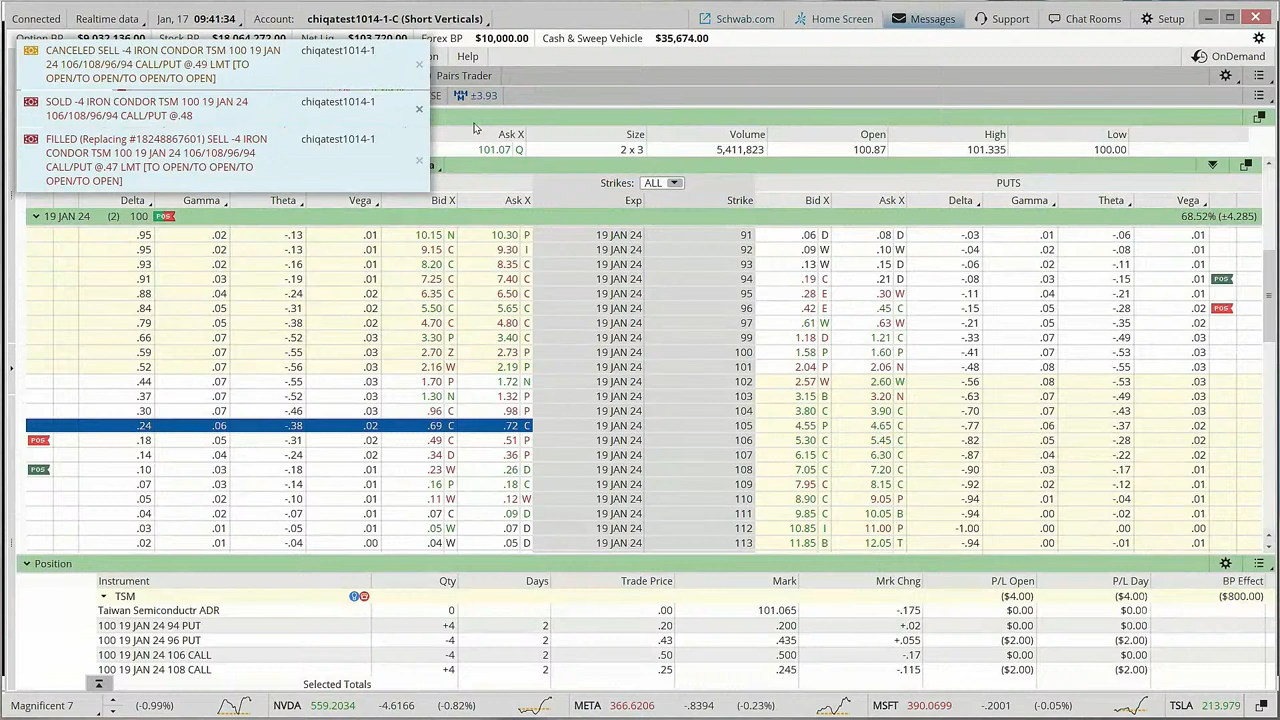 Connected Realtime data Jan, 17 09:41:34 Account: chiqatest1014-1-C (Short Verticals) Schwab.com Home Screen Messages Support Chat Rooms Setup
Forex BP $10,000.00 Cash & Sweep Vehicle $35,674.00
CANCELED SELL -4 IRON CONDOR TSM 100 19 JAN 24 106/108/96/94 CALL/PUT @.49 LMT [TO OPEN/TO OPEN/TO OPEN/TO OPEN] chiqatest1014-1
SOLD -4 IRON CONDOR TSM 100 19 JAN 24 106/108/96/94 CALL/PUT @.48 chiqatest1014-1
FILLED (Replacing #18248867601) SELL -4 IRON CONDOR TSM 100 19 JAN 24 106/108/96/94 CALL/PUT @.47 LMT [TO OPEN/TO OPEN/TO OPEN/TO OPEN] chiqatest1014-1
Help OnDemand
Pairs Trader
±3.93
Ask X Size Volume Open High Low
101.07 Q 2 x 3 5,411,823 100.87 101.335 100.00
Strikes: ALL PUTS
Delta Gamma Theta Vega Bid X Ask X Exp Strike Bid X Ask X Delta Gamma Theta Vega
19 JAN 24 (2) 100 POS 68.52% (±4.285)
.95 .02 -.13 .01 10.15 N 10.30 P 19 JAN 24 91 .06 D .08 D -.03 .01 -.06 .01
.95 .02 -.13 .01 9.15 C 9.30 I 19 JAN 24 92 .09 W .10 W -.04 .02 -.08 .01
.93 .02 -.16 .01 8.20 C 8.35 C 19 JAN 24 93 .13 W .15 D -.06 .02 -.11 .01
.91 .03 -.19 .01 7.25 C 7.40 C 19 JAN 24 94 .19 C .21 D -.08 .03 -.15 .01 POS
.88 .04 -.24 .02 6.35 C 6.50 C 19 JAN 24 95 .28 E .30 W -.11 .04 -.21 .01
.84 .05 -.31 .02 5.50 C 5.65 C 19 JAN 24 96 .42 E .45 C -.15 .05 -.28 .02 POS
.79 .06 -.38 .02 4.70 C 4.80 C 19 JAN 24 97 .61 W .63 W -.21 .05 -.35 .02
.66 .07 -.52 .03 3.30 P 3.40 C 19 JAN 24 99 1.18 D 1.21 C -.33 .07 -.49 .03
.59 .07 -.55 .03 2.70 Z 2.73 P 19 JAN 24 100 1.58 P 1.60 P -.41 .07 -.53 .03
.52 .07 -.56 .03 2.16 W 2.19 P 19 JAN 24 101 2.04 P 2.06 N -.48 .08 -.55 .03
.44 .07 -.55 .03 1.70 P 1.72 N 19 JAN 24 102 2.57 W 2.60 W -.56 .08 -.53 .03
.37 .07 -.52 .03 1.30 N 1.32 P 19 JAN 24 103 3.15 B 3.20 N -.63 .07 -.49 .03
.30 .07 -.46 .03 .96 C .98 P 19 JAN 24 104 3.80 C 3.90 C -.70 .07 -.43 .03
.24 .06 -.38 .02 .69 C .72 C 19 JAN 24 105 4.55 P 4.65 C -.77 .06 -.37 .02
POS .18 .05 -.31 .02 .49 C .51 P 19 JAN 24 106 5.30 C 5.45 C -.82 .05 -.28 .02
.14 .04 -.24 .02 .34 D .36 P 19 JAN 24 107 6.15 C 6.30 C -.87 .04 -.22 .01
POS .10 .03 -.18 .01 .23 W .26 D 19 JAN 24 108 7.05 C 7.20 C -.90 .04 -.17 .01
.07 .03 -.14 .01 .16 P .18 C 19 JAN 24 109 7.95 C 8.15 C -.92 .03 -.12 .01
.05 .02 -.10 .01 .11 W .12 W 19 JAN 24 110 8.90 C 9.05 P -.94 .01 -.04 .01
.04 .01 -.07 .01 .07 C .09 D 19 JAN 24 111 9.85 C 10.05 B -.94 .00 -.04 .01
.03 .01 -.05 .01 .05 W .07 D 19 JAN 24 112 10.85 I 11.00 P -1.00 .00 .00 .00
.02 .01 -.04 .00 .04 W .05 D 19 JAN 24 113 11.85 B 12.05 T -.94 .00 -.04 .01
Position
Instrument Qty Days Trade Price Mark Mrk Chng P/L Open P/L Day BP Effect
TSM ($4.00) ($4.00) ($800.00)
Taiwan Semiconductr ADR 0 .00 101.065 -.175 $0.00 $0.00
100 19 JAN 24 94 PUT +4 2 .20 .200 +.02 $0.00 $0.00
100 19 JAN 24 96 PUT -4 2 .43 .435 +.055 ($2.00) ($2.00)
100 19 JAN 24 106 CALL -4 2 .50 .500 -.17 $0.00 $0.00
100 19 JAN 24 108 CALL +4 2 .25 .245 -.115 ($2.00) ($2.00)
Selected Totals
Magnificent 7 (-0.99%) NVDA 559.2034 -4.6166 (-0.82%) META 366.6206 -.8394 (-0.23%) MSFT 390.0699 -.2001 (-0.05%) TSLA 213.979